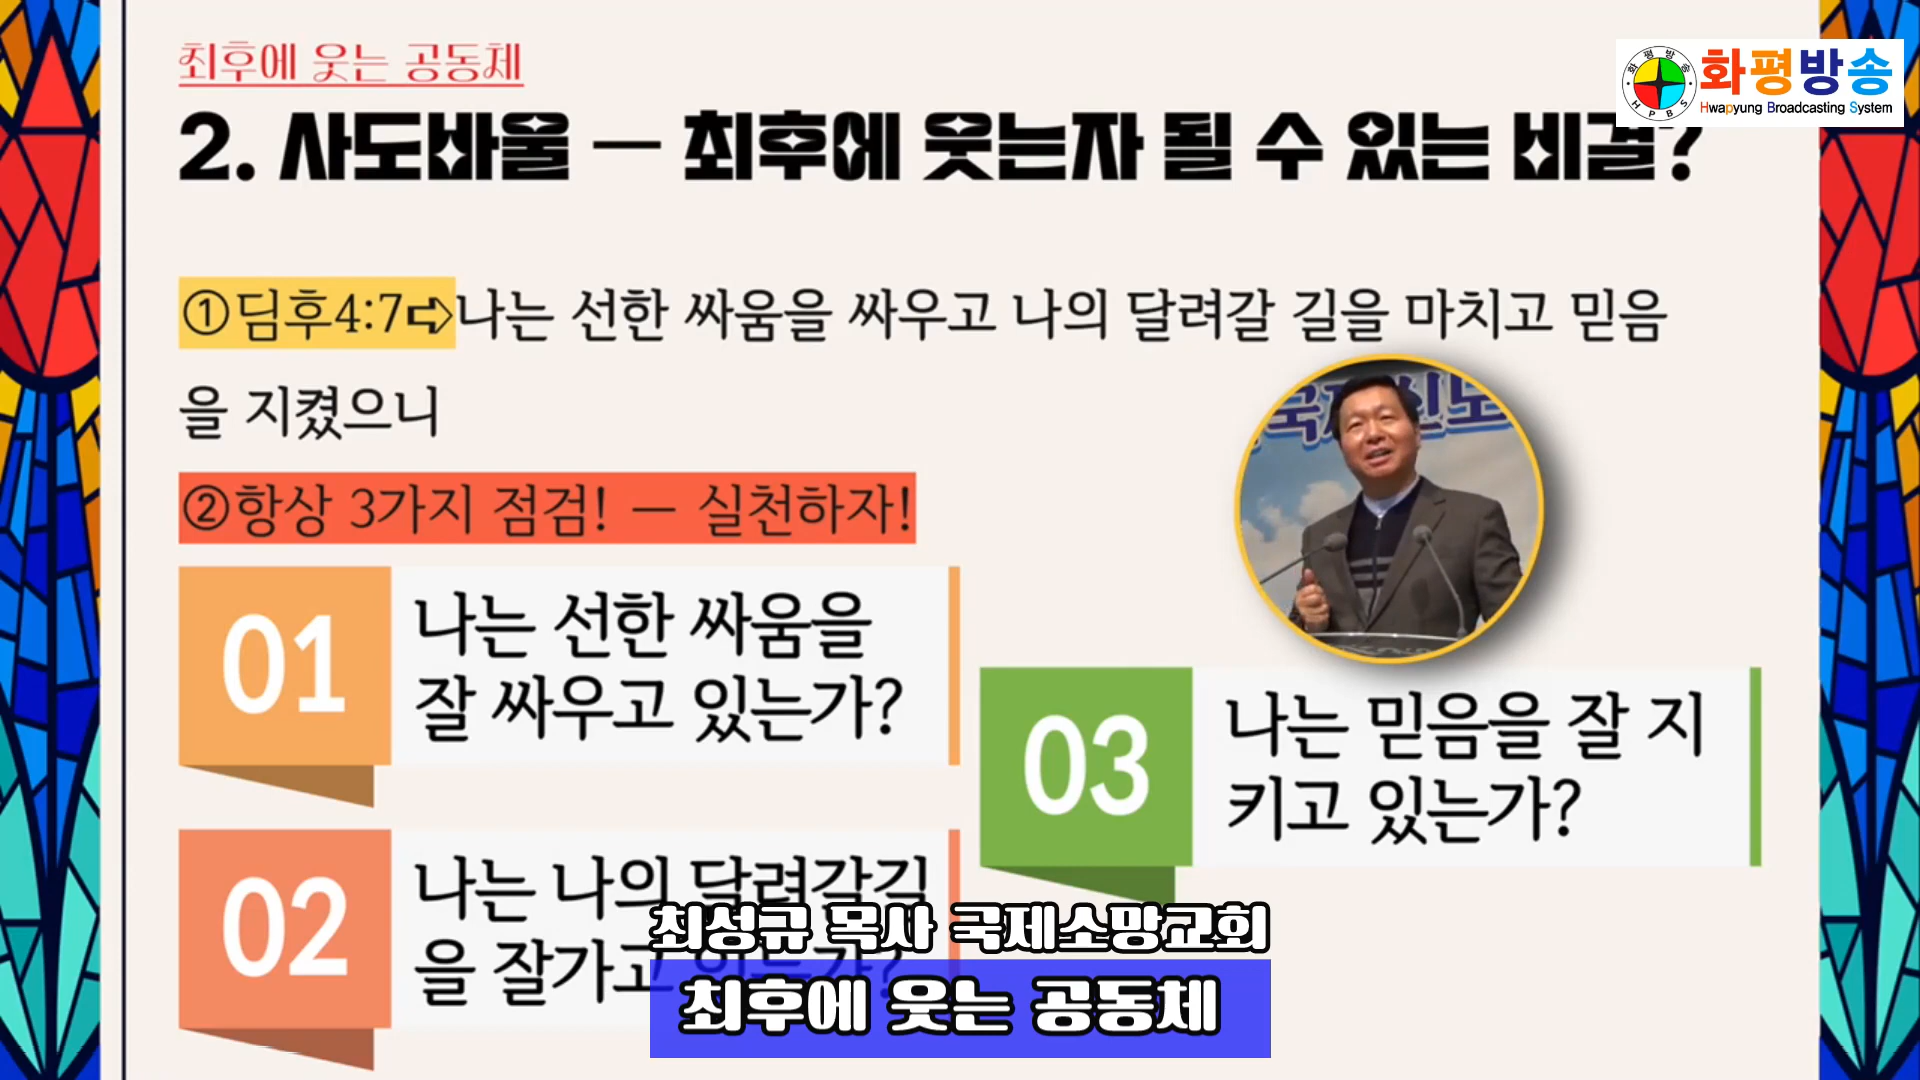 최후에 웃는 공동체
화평방송
Hwapyung Broadcasting System
화평방송
HPBS
2. 사도바울 – 최후에 웃는자 될 수 있는 비결?
①딤후4:7➪나는 선한 싸움을 싸우고 나의 달려갈 길을 마치고 믿음
을 지켰으니
②항상 3가지 점검! – 실천하자!
01
나는 선한 싸움을
잘 싸우고 있는가?
03
나는 믿음을 잘 지
키고 있는가?
02
나는 나의 달려갈길
을 잘가고
최성규 목사 국제소망교회
최후에 웃는 공동체